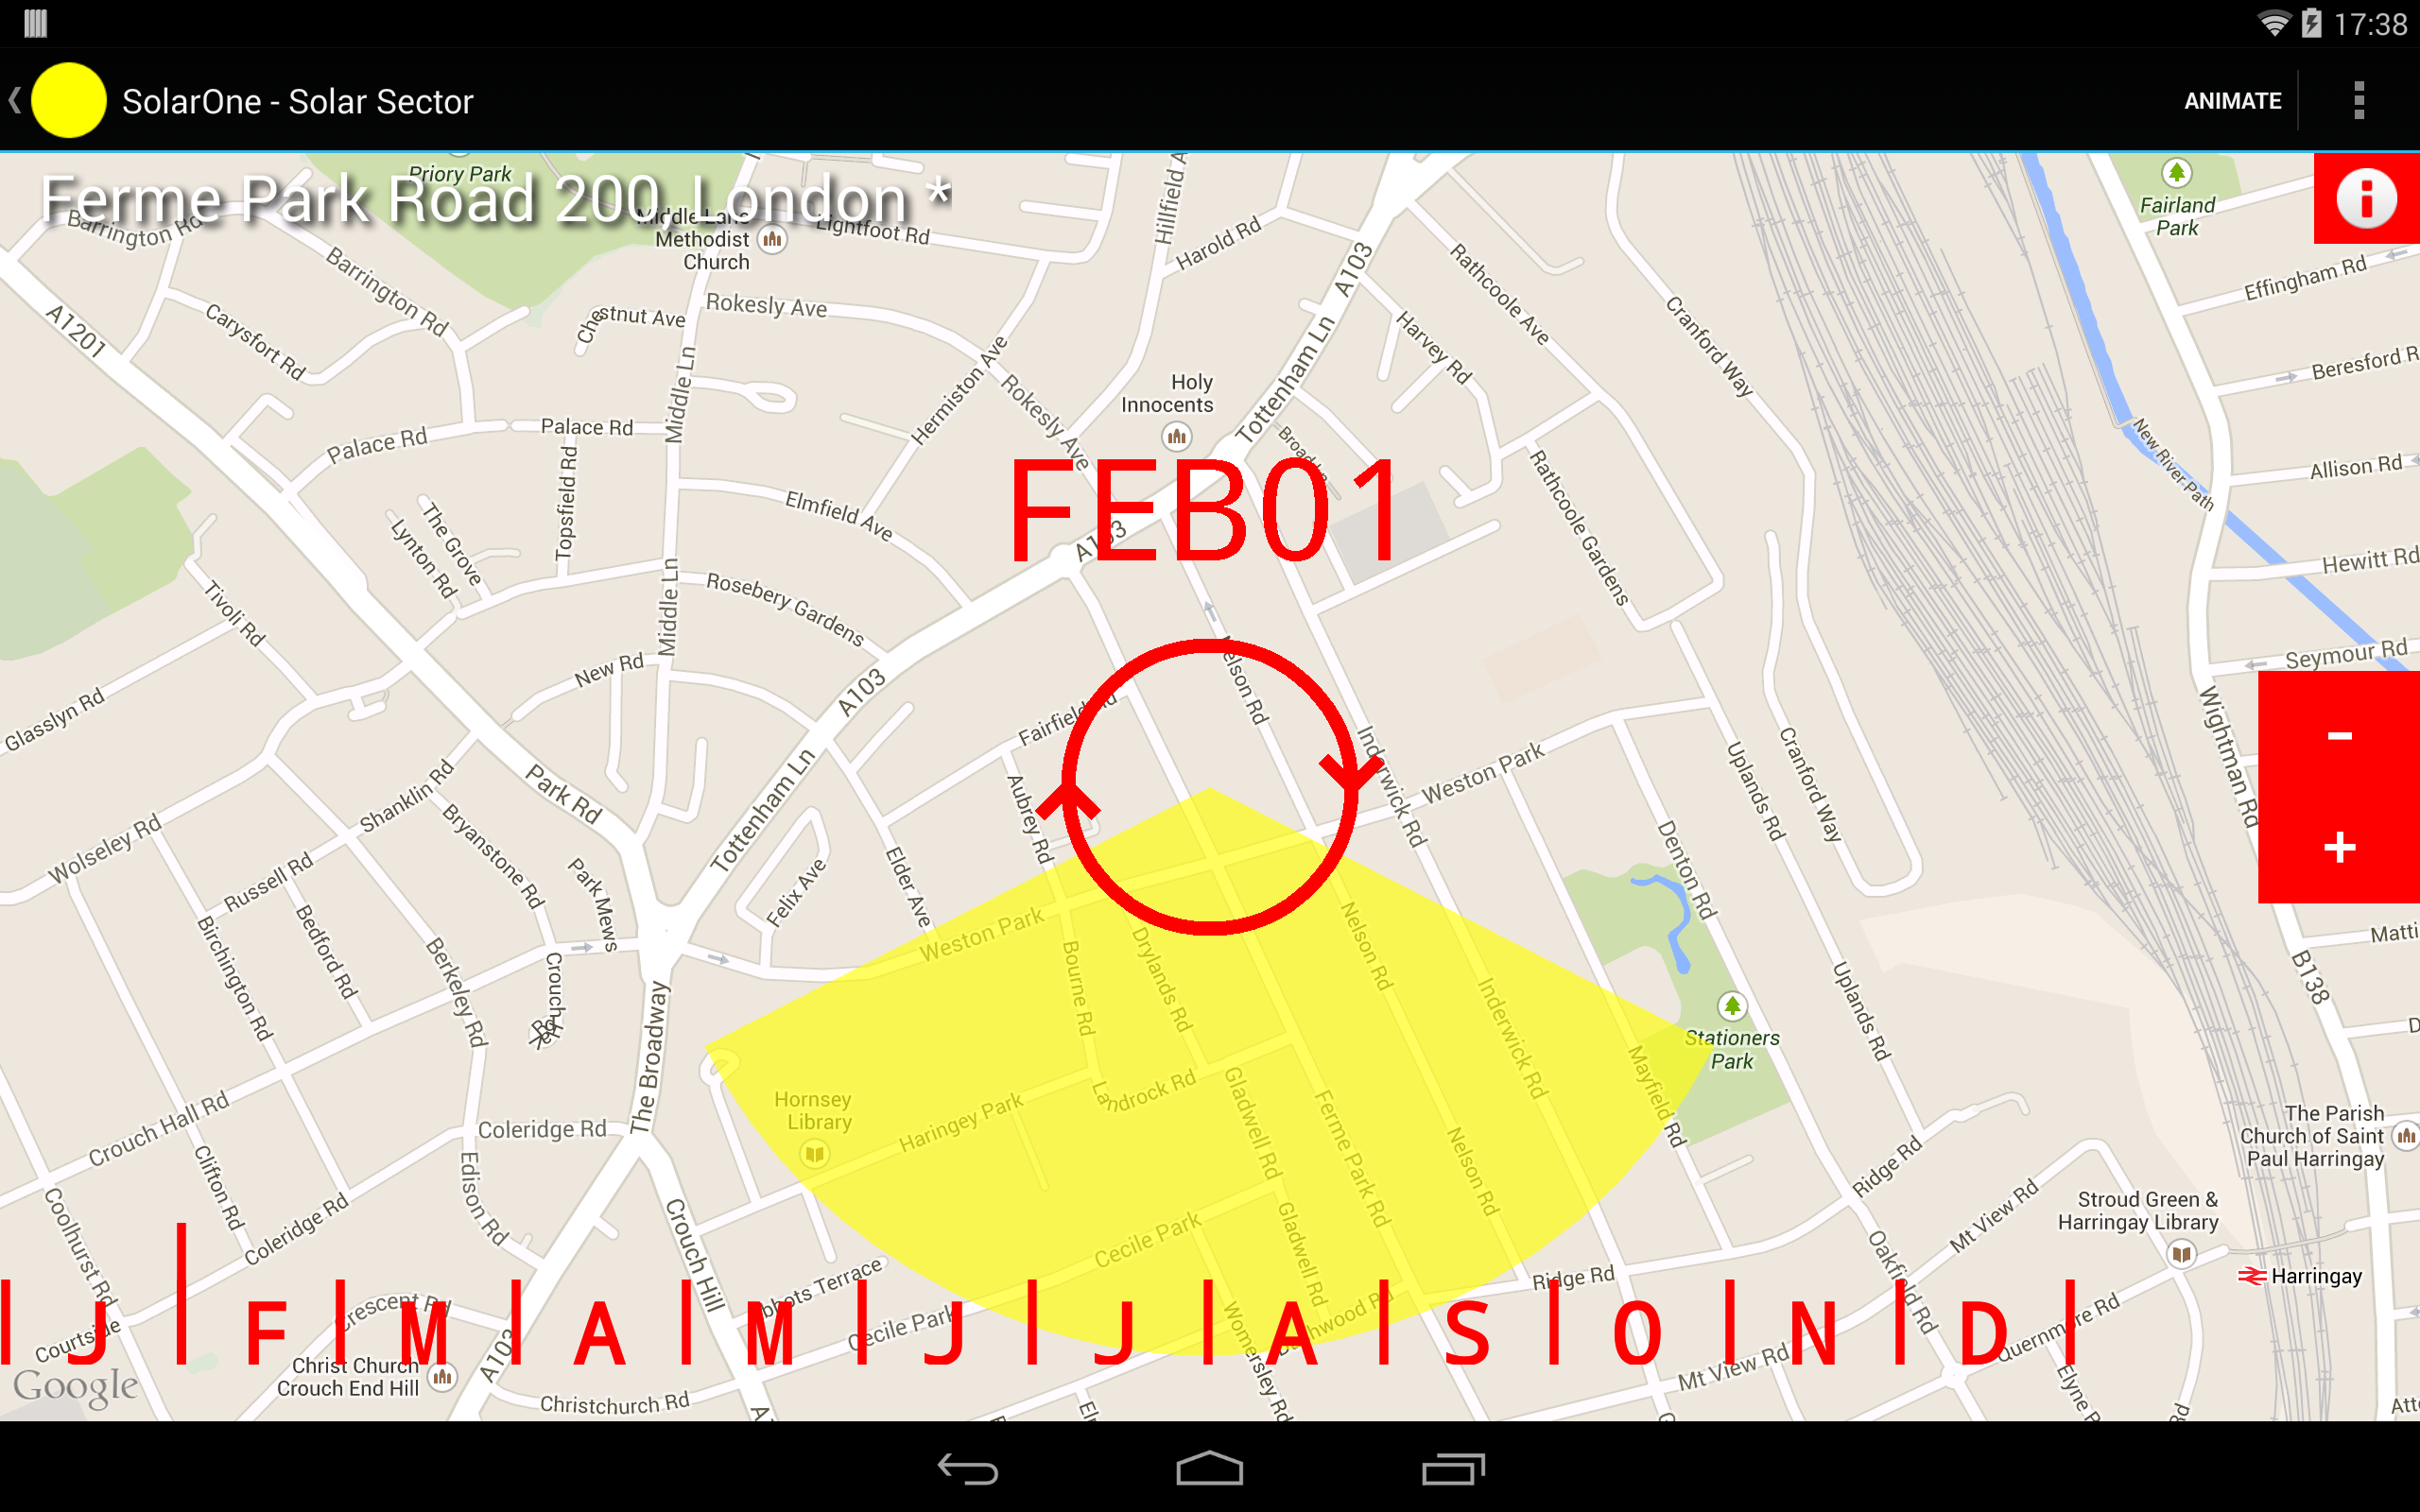 17:38
SolarOne - Solar Sector
ANIMATE
Ferme Park Road 200, London *
Priory Park
Middle Lane
Methodist
Church
Barrington Rd
Lightfoot Rd
Harold Rd
Fairland
Park
Effingham Rd
Barrington Rd
A103
Rathcoole Ave
A1201
Carysfort Rd
Chestnut Ave
Rokesly Ave
Middle Ln
Hermiston Ave
Rokesly Ave
Tottenham Ln
Harvey Rd
Cranford Way
Holy
Innocents
Palace Rd
Palace Rd
New River Path
Allison Rd
Topsfield Rd
The Grove
Lynton Rd
Elmfield Ave
FEB01
A103
Rathcoole Gardens
Hewitt Rd
Tivoli Rd
Middle Ln
Rosebery Gardens
Seymour Rd
New Rd
A103
Nelson Rd
Glasslyn Rd
Fairfield Rd
Inderwick Rd
Weston Park
Uplands Rd
Cranford Way
Wightman Rd
-
+
Park Rd
Shanklin Rd
Tottenham Ln
Aubrey Rd
Wolseley Rd
Russell Rd
Bryanstone Rd
Park Mews
Felix Ave
Elder Ave
Denton Rd
Birchington Rd
Bedford Rd
Berkeley Rd
Crouch
Weston Park
Bourne Rd
Drylands Rd
Nelson Rd
Inderwick Rd
Uplands Rd
B138
The Broadway
Stationers
Park
Mayfield Rd
Hornsey
Library
Haringey Park
Landrock Rd
Gladwell Rd
Ferme Park Rd
Nelson Rd
Crouch Hall Rd
Coleridge Rd
Clifton Rd
Edison Rd
Coolhurst Rd
Coleridge Rd
Crouch Hill
Cecile Park
Gladwell Rd
Ridge Rd
The Parish
Church of Saint
Paul Harringay
Stroud Green &
Harringay Library
Mt View Rd
Oakfield Rd
Harringay
Ridge Rd
J F M A M J J A S O N D
Crescent Rd
Courtside
Cecile Park
Womersley Rd
Quernmore Rd
Mt View Rd
Christ Church
Crouch End Hill
A103
Christchurch Rd
Google